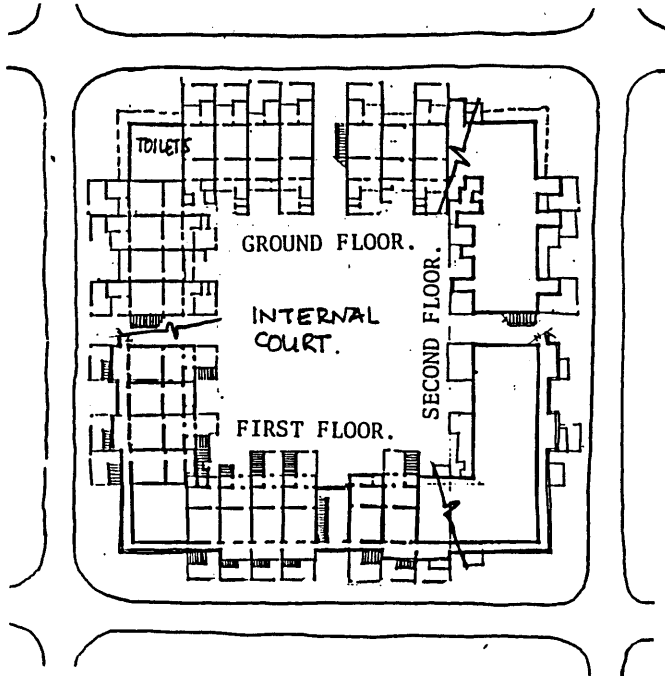 TOILETS
GROUND FLOOR.
INTERNAL
COURT.
SECOND FLOOR.
FIRST FLOOR.